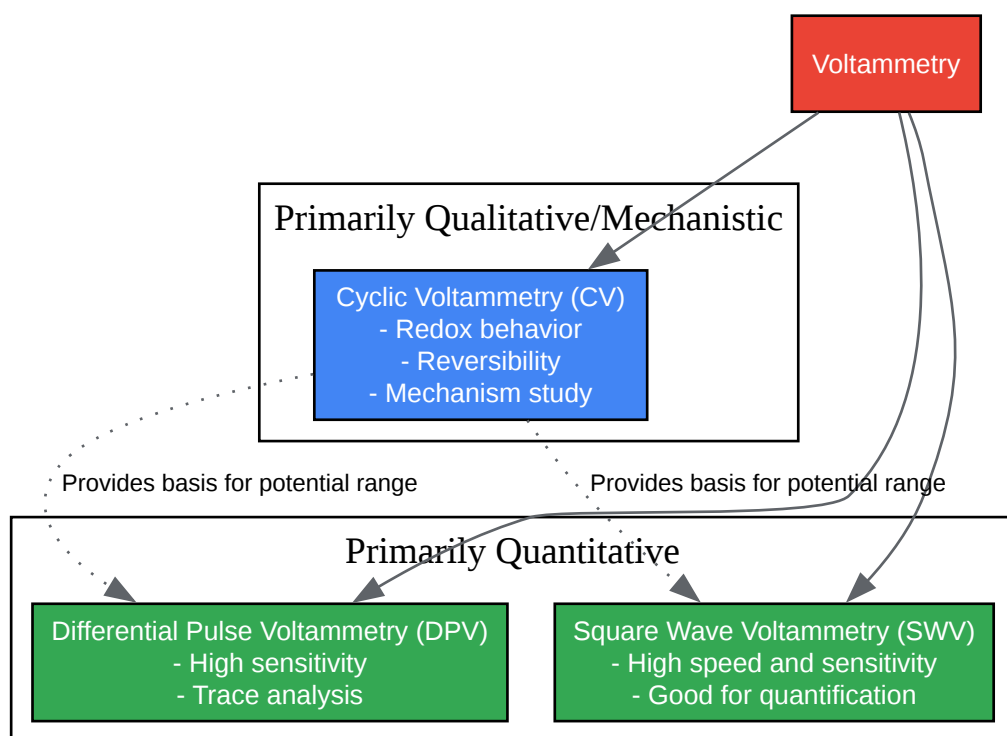 Voltammetry
Primarily Qualitative/Mechanistic
Cyclic Voltammetry (CV)
- Redox behavior
- Reversibility
- Mechanism study
Provides basis for potential range
Provides basis for potential range
Primarily Quantitative
Differential Pulse Voltammetry (DPV)
- High sensitivity
- Trace analysis
Square Wave Voltammetry (SWV)
- High speed and sensitivity
- Good for quantification